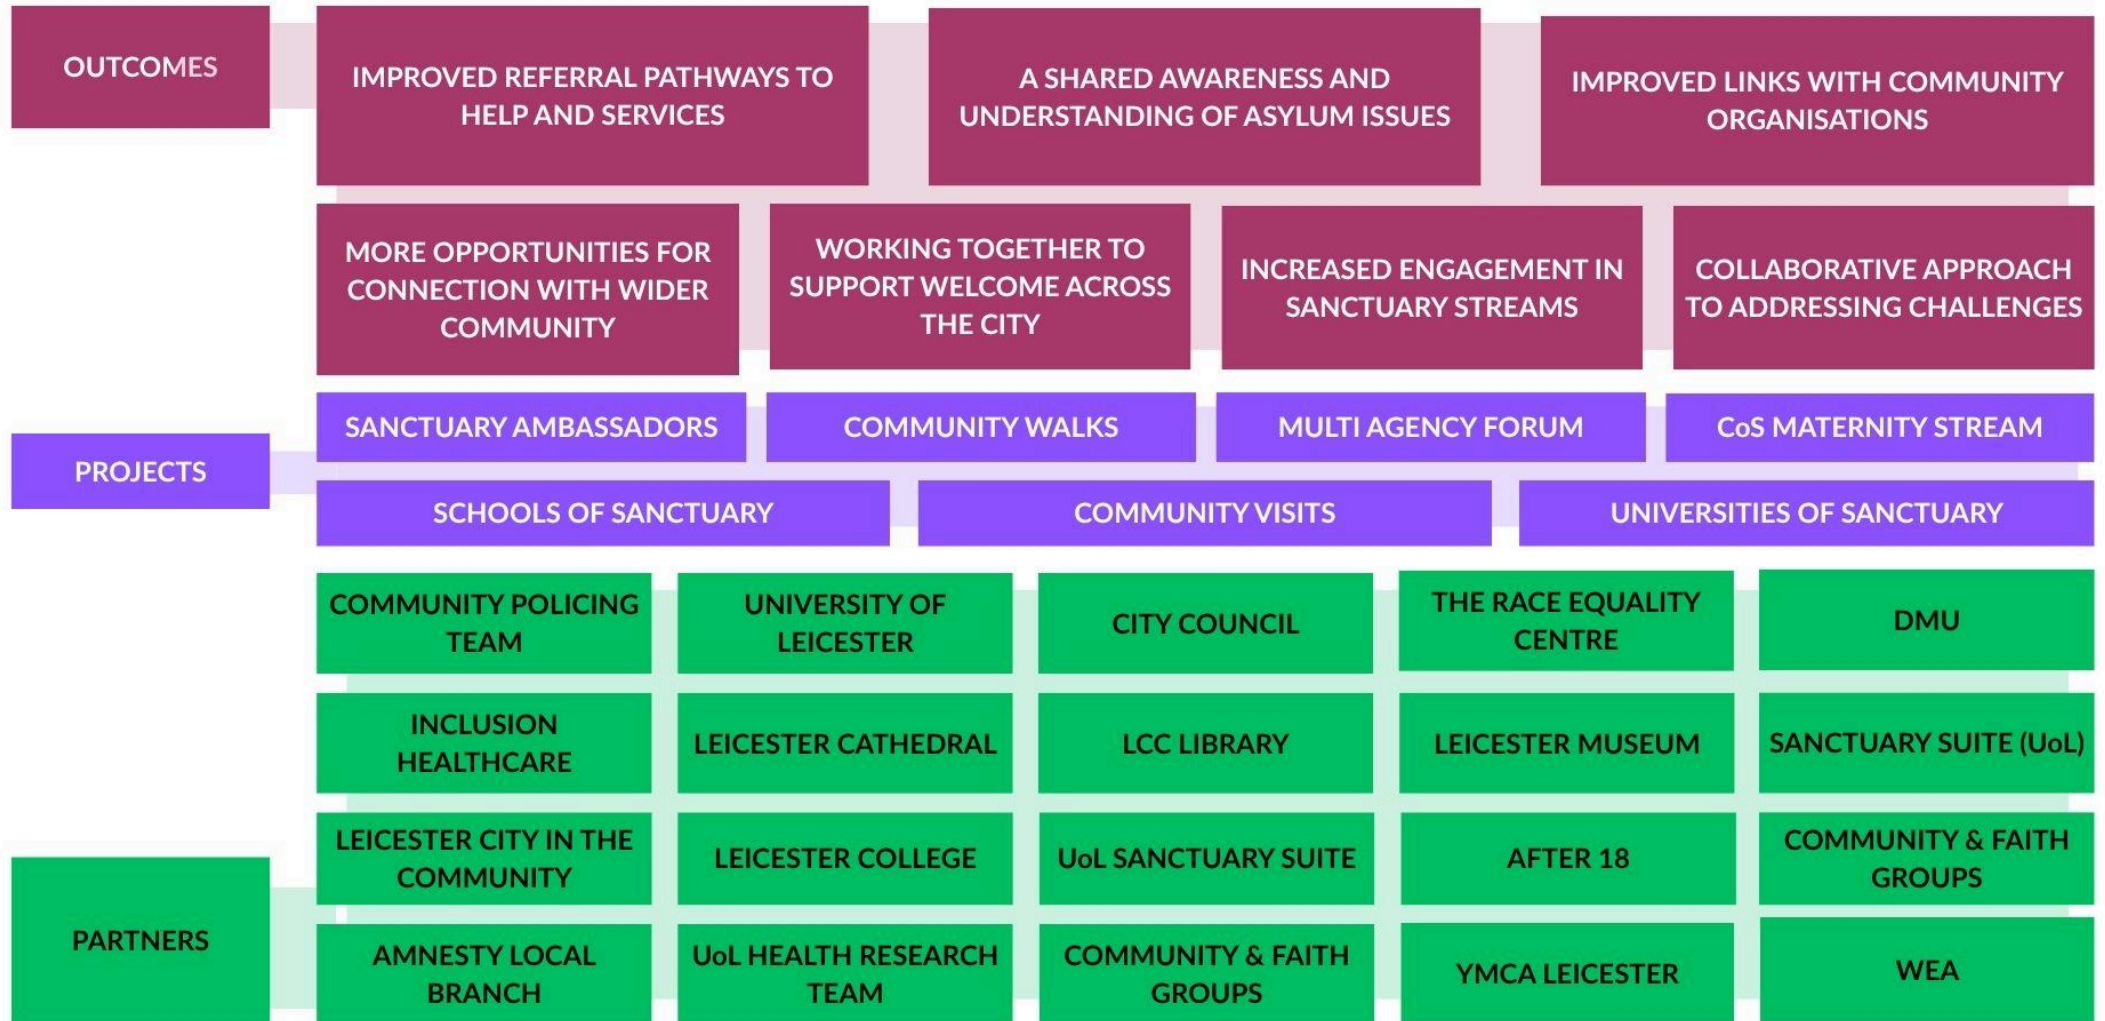 OUTCOMES
IMPROVED REFERRAL PATHWAYS TO
HELP AND SERVICES
A SHARED AWARENESS AND
UNDERSTANDING OF ASYLUM ISSUES
IMPROVED LINKS WITH COMMUNITY
ORGANISATIONS
MORE OPPORTUNITIES FOR
CONNECTION WITH WIDER
COMMUNITY
WORKING TOGETHER TO
SUPPORT WELCOME ACROSS
THE CITY
INCREASED ENGAGEMENT IN
SANCTUARY STREAMS
COLLABORATIVE APPROACH
TO ADDRESSING CHALLENGES
PROJECTS
SANCTUARY AMBASSADORS
COMMUNITY WALKS
MULTI AGENCY FORUM
CoS MATERNITY STREAM
SCHOOLS OF SANCTUARY
COMMUNITY VISITS
UNIVERSITIES OF SANCTUARY
PARTNERS
COMMUNITY POLICING
TEAM
UNIVERSITY OF
LEICESTER
CITY COUNCIL
THE RACE EQUALITY
CENTRE
DMU
INCLUSION
HEALTHCARE
LEICESTER CATHEDRAL
LCC LIBRARY
LEICESTER MUSEUM
SANCTUARY SUITE (UoL)
LEICESTER CITY IN THE
COMMUNITY
LEICESTER COLLEGE
UoL SANCTUARY SUITE
AFTER 18
COMMUNITY & FAITH
GROUPS
AMNESTY LOCAL
BRANCH
UoL HEALTH RESEARCH
TEAM
COMMUNITY & FAITH
GROUPS
YMCA LEICESTER
WEA